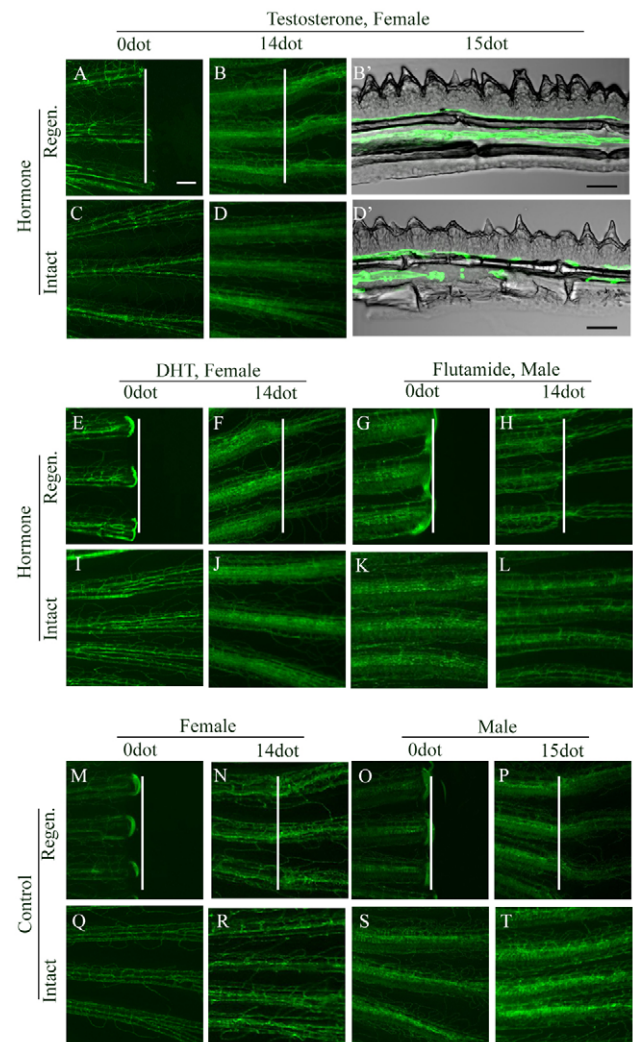 Testosterone, Female
0dot 14dot 15dot
Hormone
Regen.
A B B’
Intact
C D D’
DHT, Female Flutamide, Male
0dot 14dot 0dot 14dot
Hormone
Regen.
E F G H
Intact
I J K L
Female Male
0dot 14dot 0dot 15dot
Control
Regen.
M N O P
Intact
Q R S T